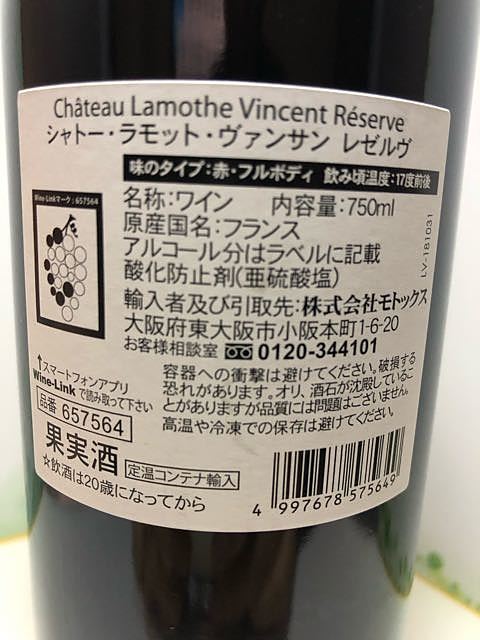 Château Lamothe Vincent Réserve
シャトー・ラモット・ヴァンサン レゼルヴ
味のタイプ:赤・フルボディ 飲み頃温度:17度前後
Wine-Linkマーク:657564
名称:ワイン 内容量:750ml
原産国名:フランス
アルコール分はラベルに記載
酸化防止剤(亜硫酸塩)
輸入者及び引取先:株式会社モトックス
大阪府東大阪市小阪本町1-6-20
お客様相談室 0120-344101
LV-181031
↑スマートフォンアプリ
Wine-Linkで読み取って下さい
品番 657564
容器への衝撃は避けてください。破損する
恐れがあります。オリ、酒石が沈殿しているこ
とがありますが品質には問題はございません。
高温や冷凍での保存は避けてください。
果実酒
定温コンテナ輸入
☆飲酒は20歳になってから
4 997678 575649